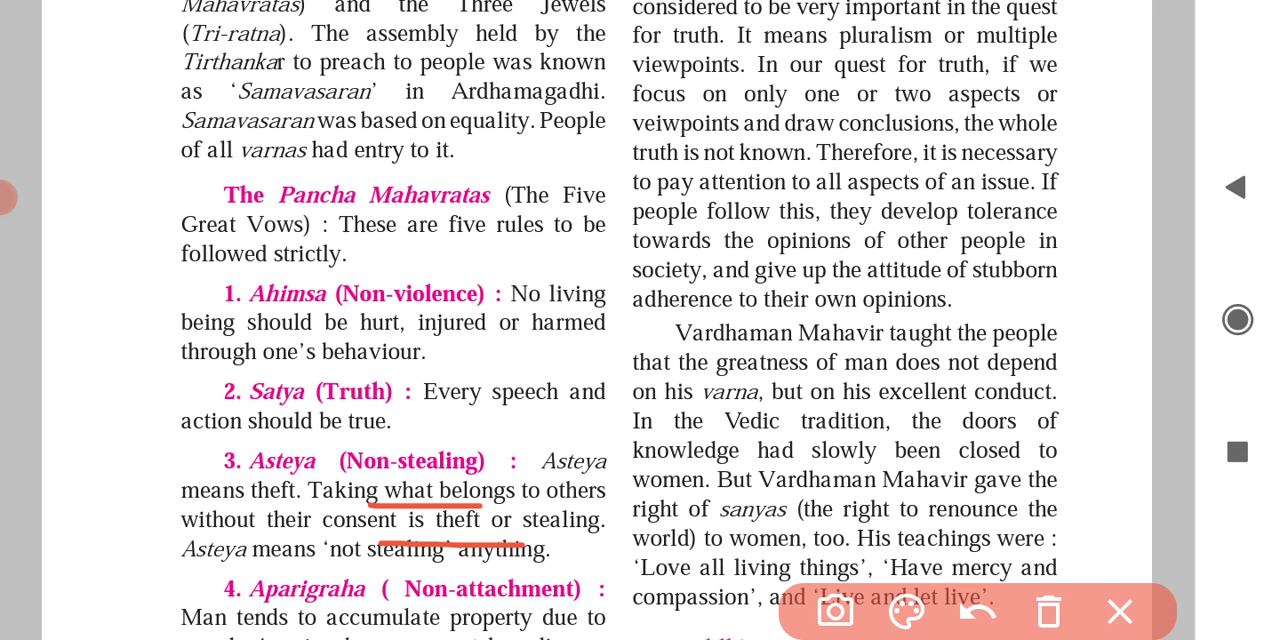 Mahavratas) and the Three Jewels
(Tri-ratna). The assembly held by the
Tirthankar to preach to people was known
as ‘Samavasaran’ in Ardhamagadhi.
Samavasaran was based on equality. People
of all varnas had entry to it.
The Pancha Mahavratas (The Five
Great Vows) : These are five rules to be
followed strictly.
1. Ahimsa (Non-violence) : No living
being should be hurt, injured or harmed
through one’s behaviour.
2. Satya (Truth) : Every speech and
action should be true.
3. Asteya (Non-stealing) : Asteya
means theft. Taking what belongs to others
without their consent is theft or stealing.
Asteya means ‘not stealing’ anything.
4. Aparigraha ( Non-attachment) :
Man tends to accumulate property due to
considered to be very important in the quest
for truth. It means pluralism or multiple
viewpoints. In our quest for truth, if we
focus on only one or two aspects or
veiwpoints and draw conclusions, the whole
truth is not known. Therefore, it is necessary
to pay attention to all aspects of an issue. If
people follow this, they develop tolerance
towards the opinions of other people in
society, and give up the attitude of stubborn
adherence to their own opinions.
Vardhaman Mahavir taught the people
that the greatness of man does not depend
on his varna, but on his excellent conduct.
In the Vedic tradition, the doors of
knowledge had slowly been closed to
women. But Vardhaman Mahavir gave the
right of sanyas (the right to renounce the
world) to women, too. His teachings were :
‘Love all living things’, ‘Have mercy and
compassion’, and ‘Live and let live’.